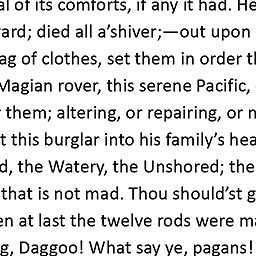 al of its comforts, if any it had. He
ard; died all a’shiver;—out upon
ag of clothes, set them in order t
Magian rover, this serene Pacific,
them; altering, or repairing, or
t this burglar into his family’s hea
d, the Watery, the Unshored; the
that is not mad. Thou should’st g
en at last the twelve rods were ma
g, Daggoo! What say ye, pagans!